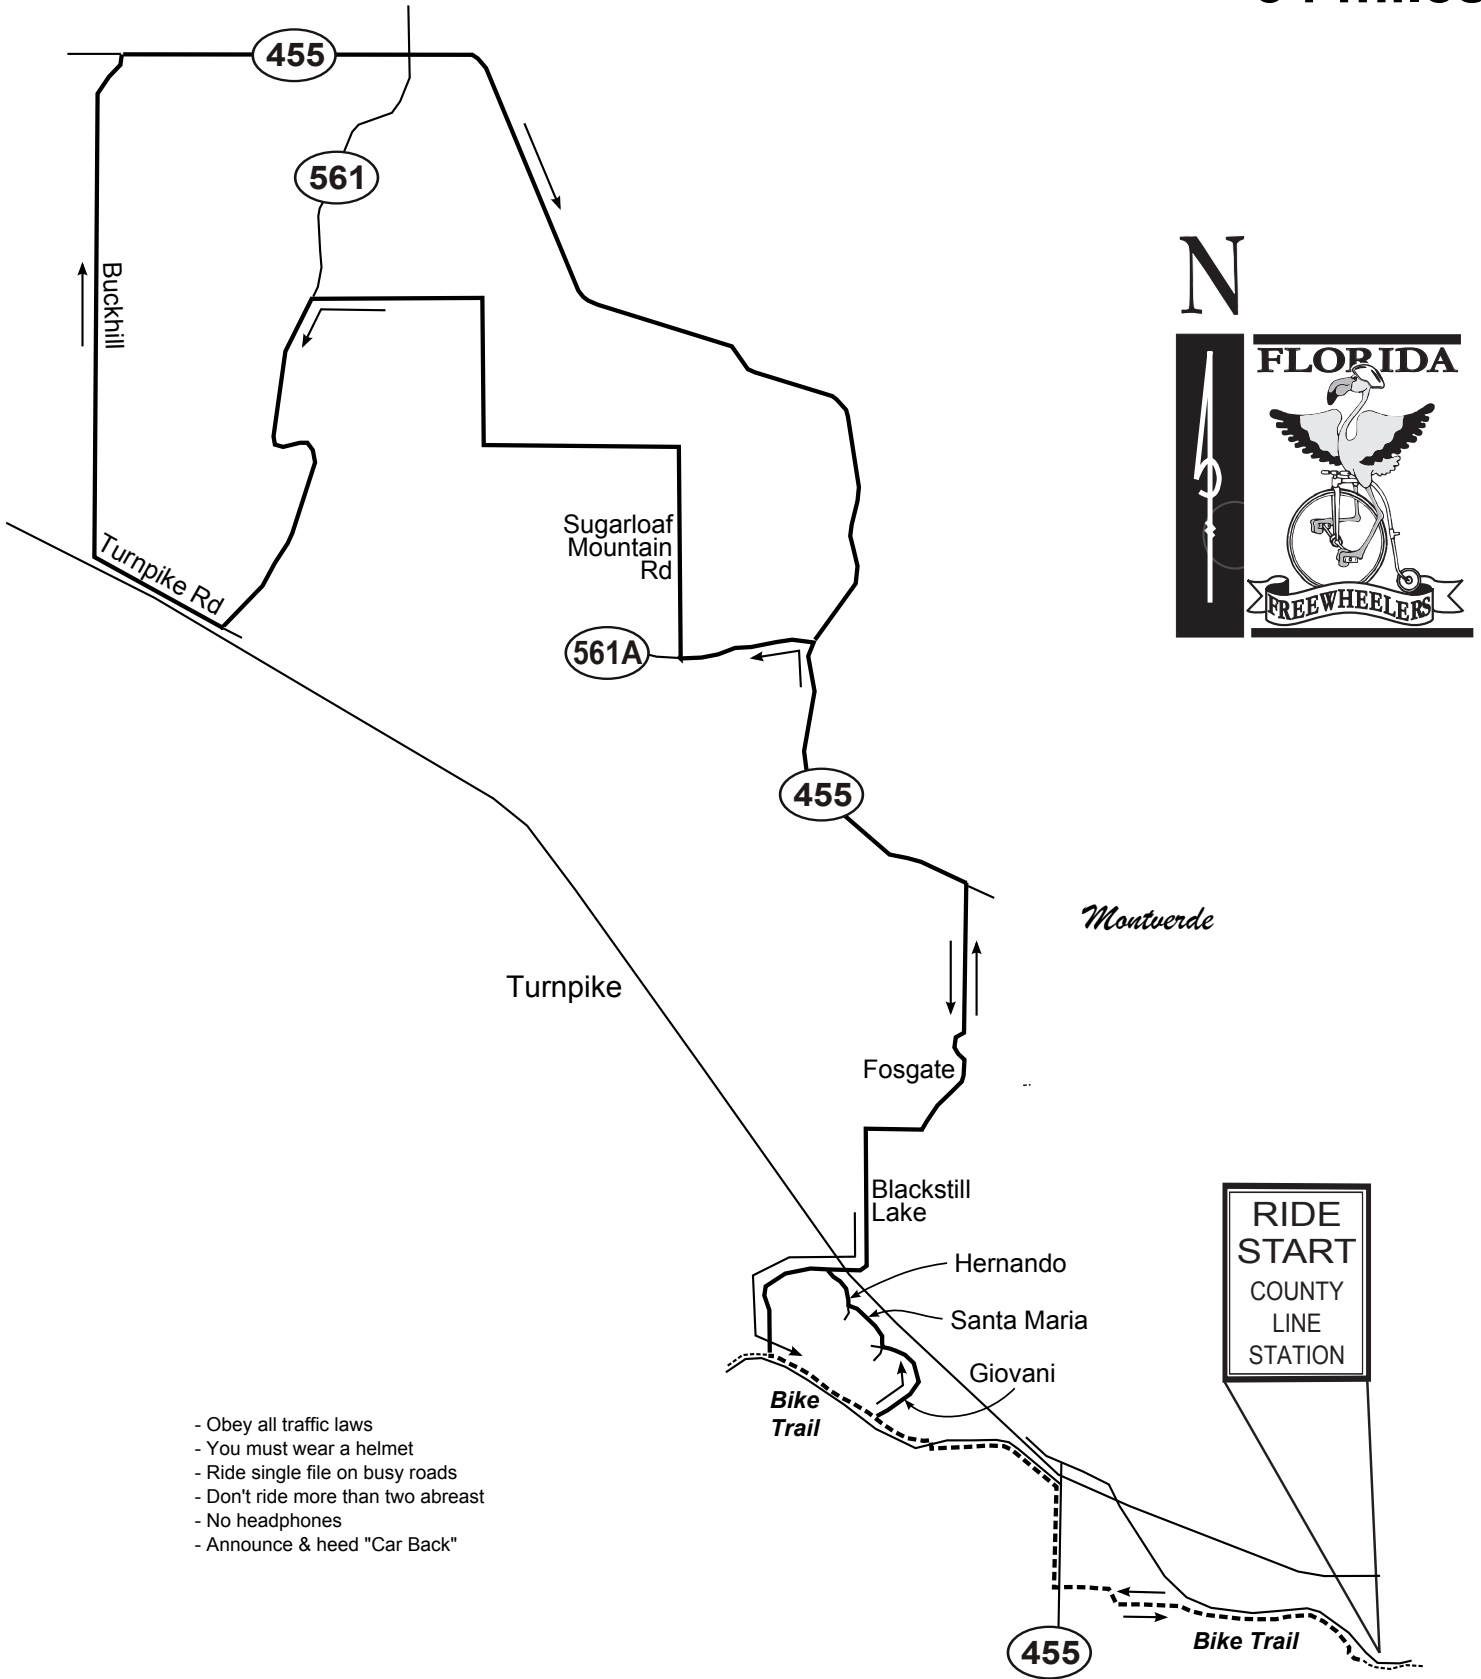 455
561
Buckhill
N
FLORIDA
FREEWHEELERS
Sugarloaf
Mountain
Rd
Turnpike Rd
561A
455
Montverde
Turnpike
Fosgate
Blackstill
Lake
Hernando
Santa Maria
Giovani
Bike
Trail
RIDE
START
COUNTY
LINE
STATION
- Obey all traffic laws
- You must wear a helmet
- Ride single file on busy roads
- Don't ride more than two abreast
- No headphones
- Announce & heed "Car Back"
Bike Trail
455